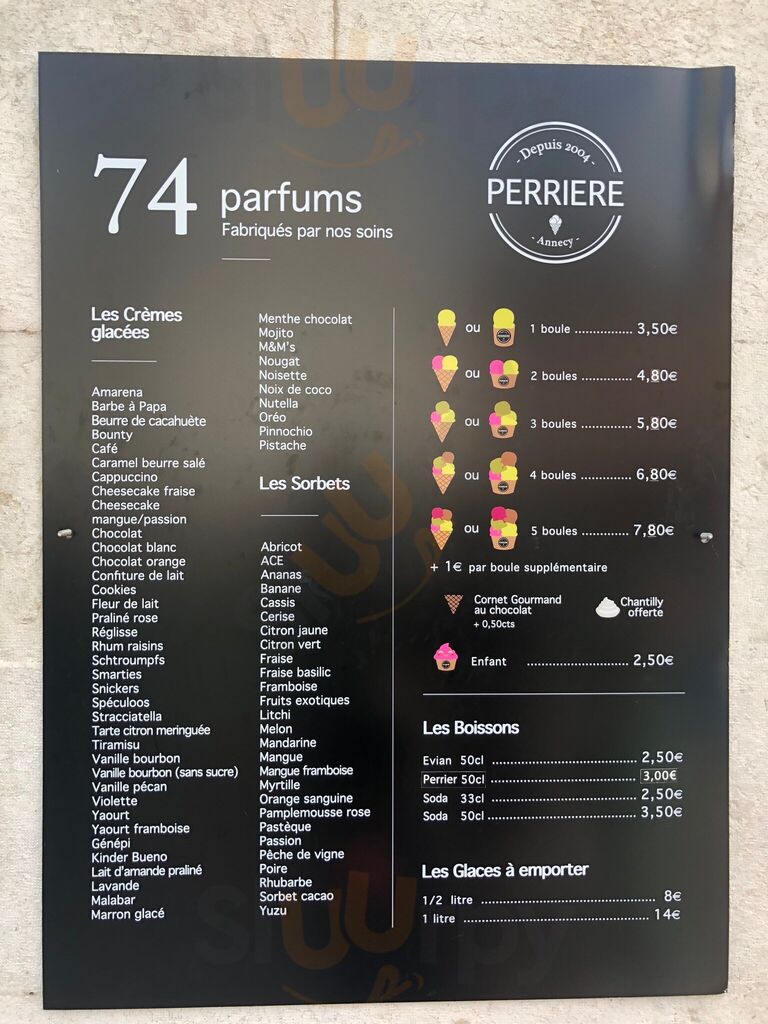 74 parfums
Fabriqués par nos soins
- Depuis 2004 -
PERRIERE
- Annecy -
Les Crèmes
glacées
Amarena
Barbe à Papa
Beurre de cacahuète
Bounty
Café
Caramel beurre salé
Cappuccino
Cheesecake fraise
Cheesecake
mangue/passion
Chocolat
Chocolat blanc
Chocolat orange
Confiture de lait
Cookies
Fleur de lait
Praliné rose
Réglisse
Rhum raisins
Schtroumpfs
Smarties
Snickers
Spéculoos
Stracciatella
Tarte citron meringuée
Tiramisu
Vanille bourbon
Vanille bourbon (sans sucre)
Vanille pécan
Violette
Yaourt
Yaourt framboise
Génépi
Kinder Bueno
Lait d'amande praliné
Lavande
Malabar
Marron glacé
Menthe chocolat
Mojito
M&M's
Nougat
Noisette
Noix de coco
Nutella
Oréo
Pinnochio
Pistache
Les Sorbets
Abricot
ACE
Ananas
Banane
Cassis
Cerise
Citron jaune
Citron vert
Fraise
Fraise basilic
Framboise
Fruits exotiques
Litchi
Melon
Mandarine
Mangue
Mangue framboise
Myrtille
Orange sanguine
Pamplemousse rose
Pastèque
Passion
Pêche de vigne
Poire
Rhubarbe
Sorbet cacao
Yuzu
ou 1 boule .............. 3,50€
ou 2 boules ............. 4,80€
ou 3 boules ............. 5,80€
ou 4 boules ............. 6,80€
ou 5 boules ............. 7,80€
+ 1€ par boule supplémentaire
Cornet Gourmand
au chocolat
+ 0,50cts
Chantilly
offerte
Enfant ......................... 2,50€
Les Boissons
Evian 50cl .................................. 2,50€
Perrier 50cl .................................. 3,00€
Soda 33cl .................................. 2,50€
Soda 50cl .................................. 3,50€
Les Glaces à emporter
1/2 litre ......................................... 8€
1 litre .......................................... 14€